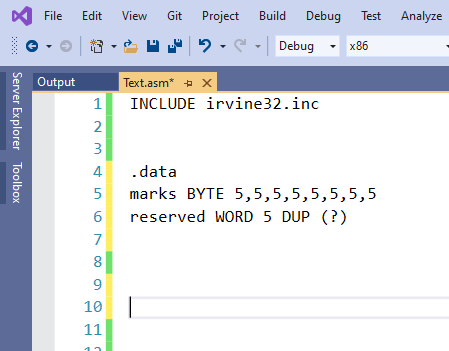 File Edit View Git Project Build Debug Test Analyze
Debug x86
Server Explorer
Toolbox
Output Text.asm*
1 INCLUDE irvine32.inc
2
3
4 .data
5 marks BYTE 5,5,5,5,5,5,5,5
6 reserved WORD 5 DUP (?)
7
8
9
10
11